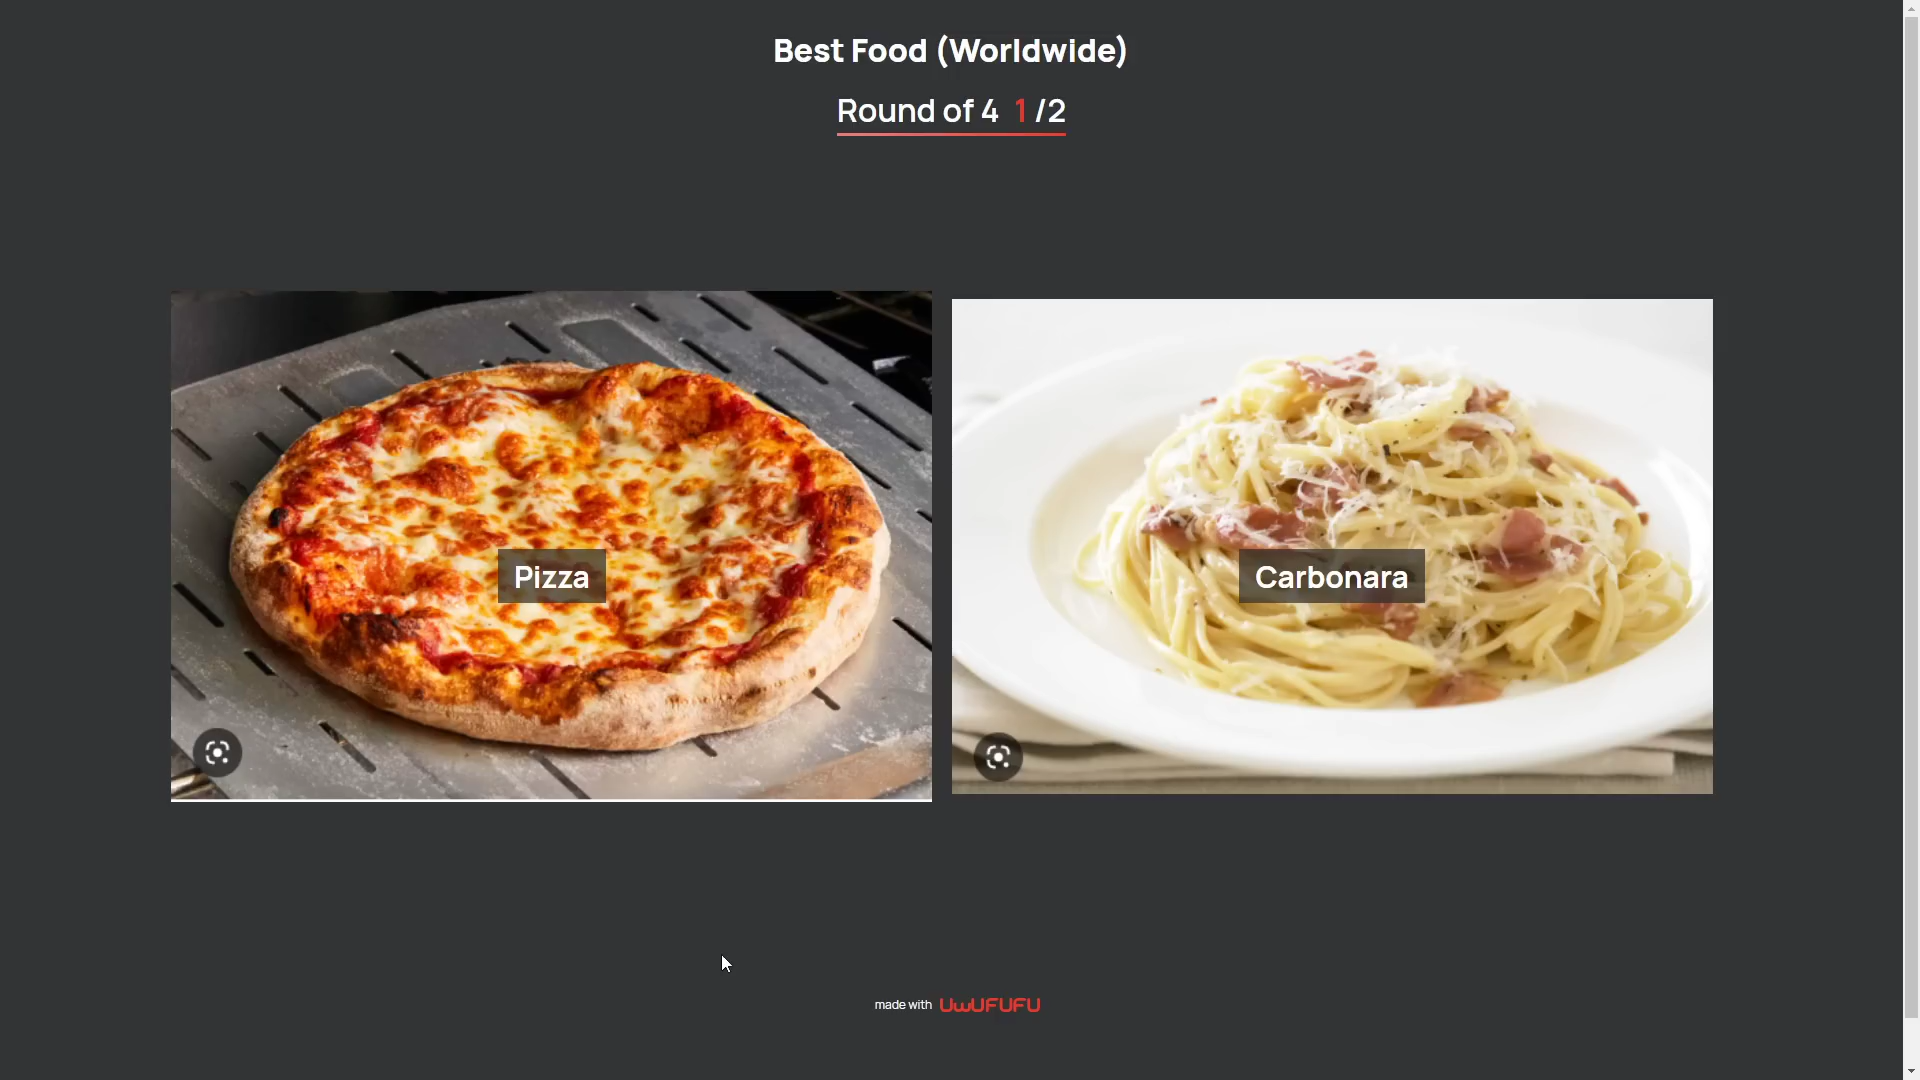 Best Food (Worldwide)
Round of 4 1 /2
Pizza
Carbonara
made with UwUFUFU